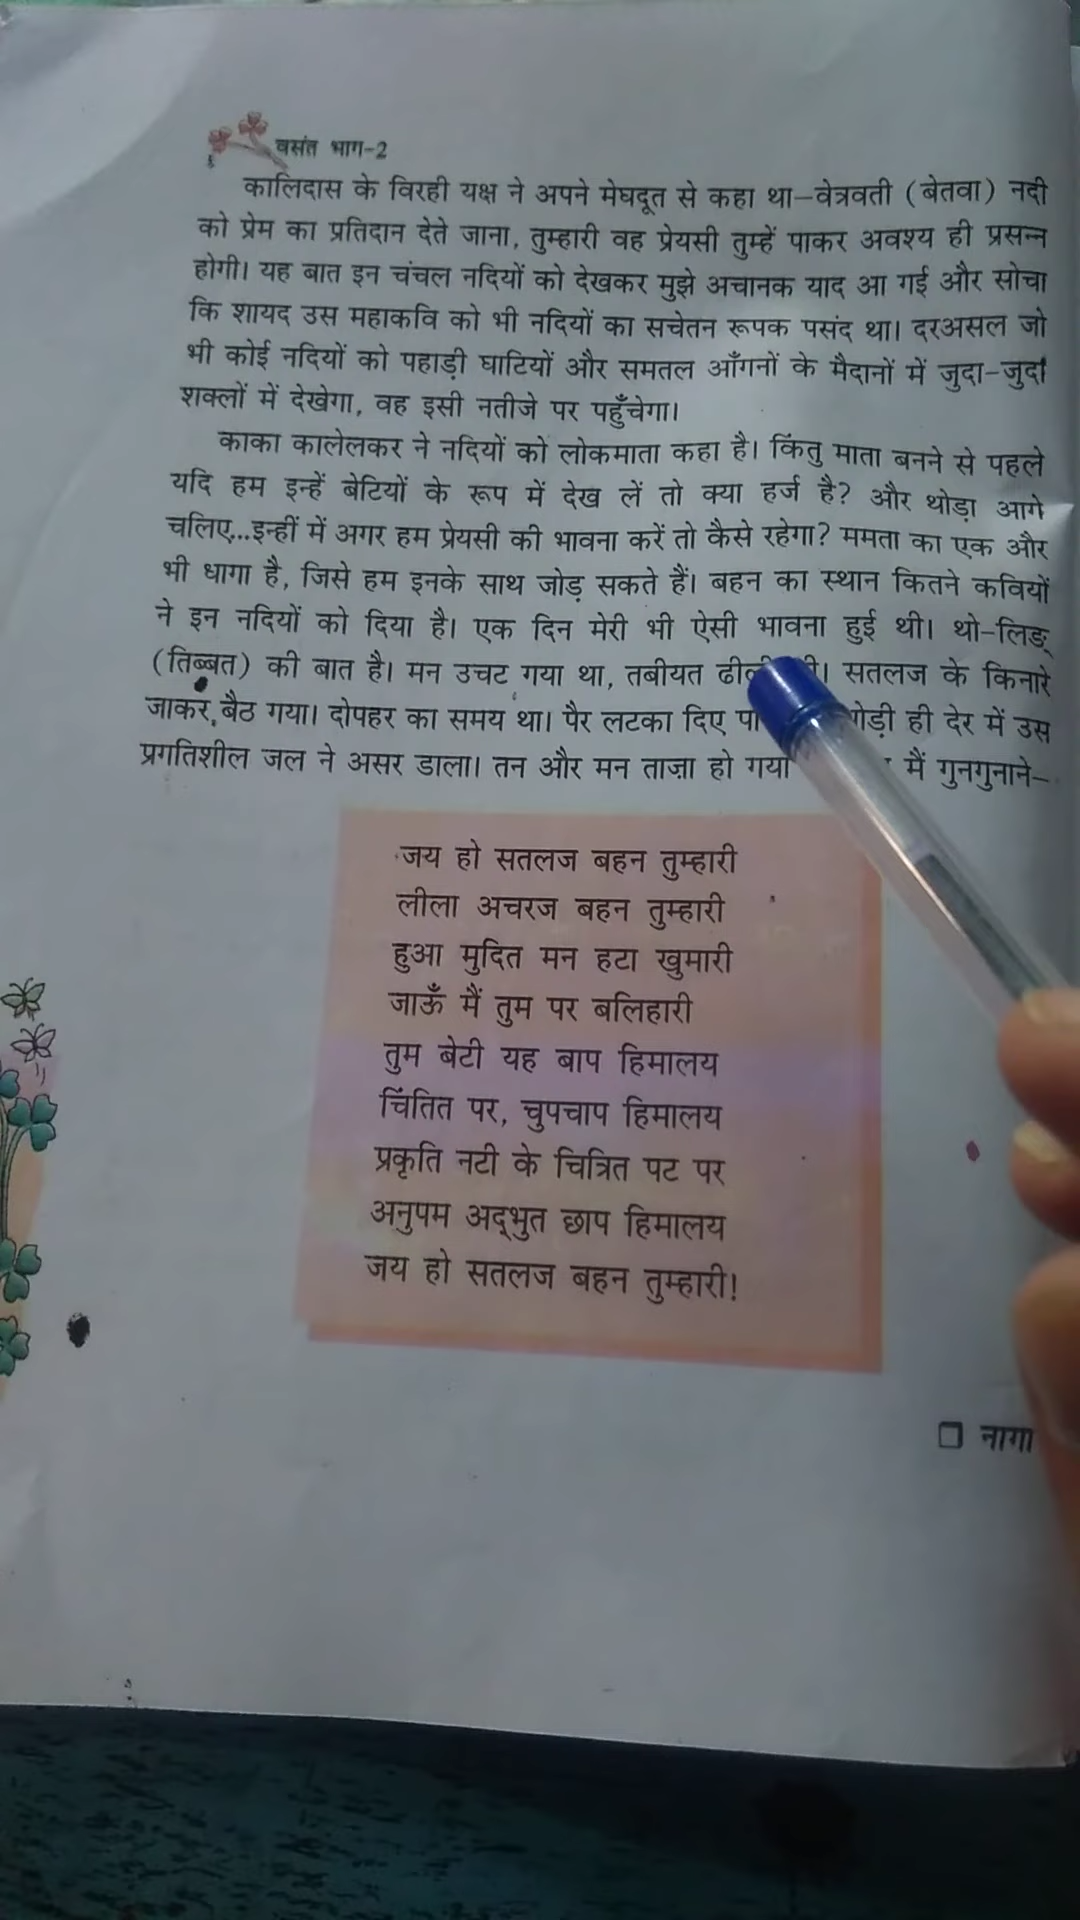 वसंत भाग-2
कालिदास के विरही यक्ष ने अपने मेघदूत से कहा था–वेत्रवती (बेतवा) नदी
को प्रेम का प्रतिदान देते जाना, तुम्हारी वह प्रेयसी तुम्हें पाकर अवश्य ही प्रसन्न
होगी। यह बात इन चंचल नदियों को देखकर मुझे अचानक याद आ गई और सोचा
कि शायद उस महाकवि को भी नदियों का सचेतन रूपक पसंद था। दरअसल जो
भी कोई नदियों को पहाड़ी घाटियों और समतल आँगनों के मैदानों में जुदा-जुदा
शक्लों में देखेगा, वह इसी नतीजे पर पहुँचेगा।
काका कालेलकर ने नदियों को लोकमाता कहा है। किंतु माता बनने से पहले
यदि हम इन्हें बेटियों के रूप में देख लें तो क्या हर्ज है? और थोड़ा आगे
चलिए...इन्हीं में अगर हम प्रेयसी की भावना करें तो कैसे रहेगा? ममता का एक और
भी धागा है, जिसे हम इनके साथ जोड़ सकते हैं। बहन का स्थान कितने कवियों
ने इन नदियों को दिया है। एक दिन मेरी भी ऐसी भावना हुई थी। थो-लिङ्
(तिब्बत) की बात है। मन उचट गया था, तबीयत सतलज के किनारे
जाकर बैठ गया। दोपहर का समय था। पैर लटका दिए ही देर में उस
प्रगतिशील जल ने असर डाला। तन और मन ताज़ा हो गया मैं गुनगुनाने–
जय हो सतलज बहन तुम्हारी
लीला अचरज बहन तुम्हारी
हुआ मुदित मन हटा खुमारी
जाऊँ मैं तुम पर बलिहारी
तुम बेटी यह बाप हिमालय
चिंतित पर, चुपचाप हिमालय
प्रकृति नटी के चित्रित पट पर
अनुपम अद्‌भुत छाप हिमालय
जय हो सतलज बहन तुम्हारी!
नागा